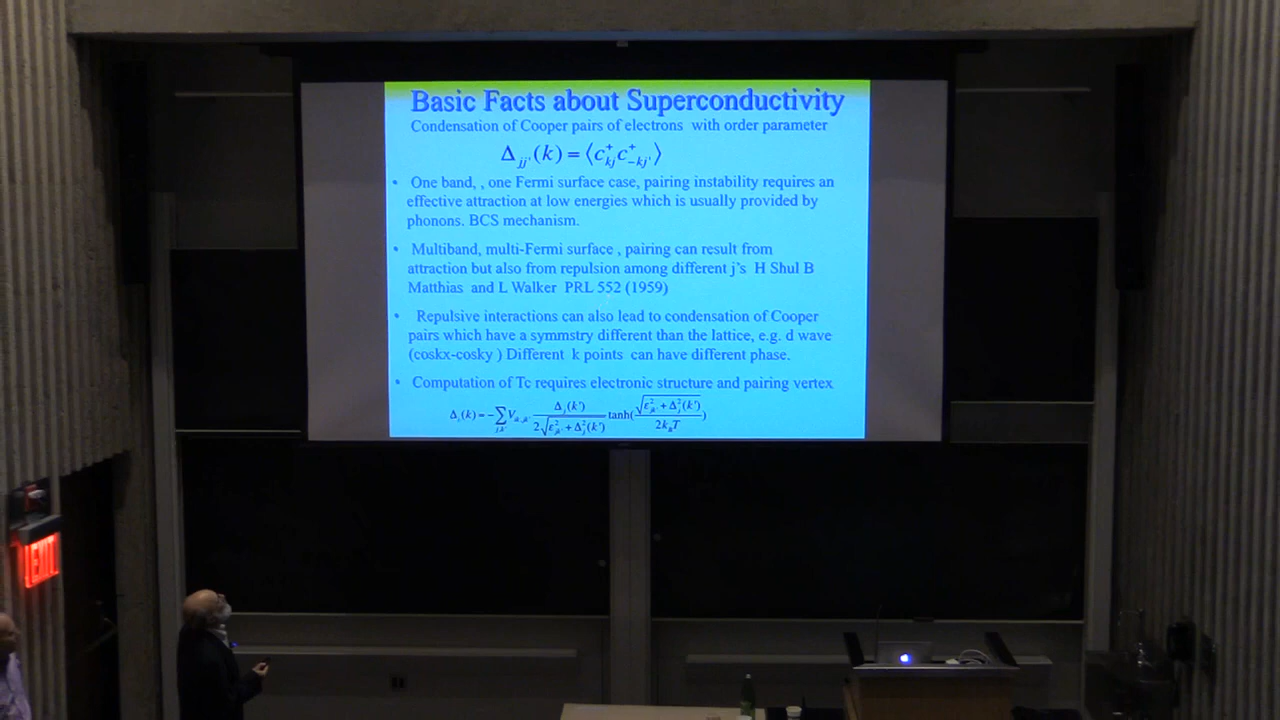 Basic Facts about Superconductivity
Condensation of Cooper pairs of electrons with order parameter
Δ_jj'(k) = ⟨c⁺_kj c⁺_-kj'⟩
• One band, , one Fermi surface case, pairing instability requires an
effective attraction at low energies which is usually provided by
phonons. BCS mechanism.
• Multiband, multi-Fermi surface , pairing can result from
attraction but also from repulsion among different j's H Shul B
Matthias and L Walker PRL 552 (1959)
• Repulsive interactions can also lead to condensation of Cooper
pairs which have a symmstry different than the lattice, e.g. d wave
(coskx-cosky ) Different k points can have different phase.
• Computation of Tc requires electronic structure and pairing vertex
EXIT